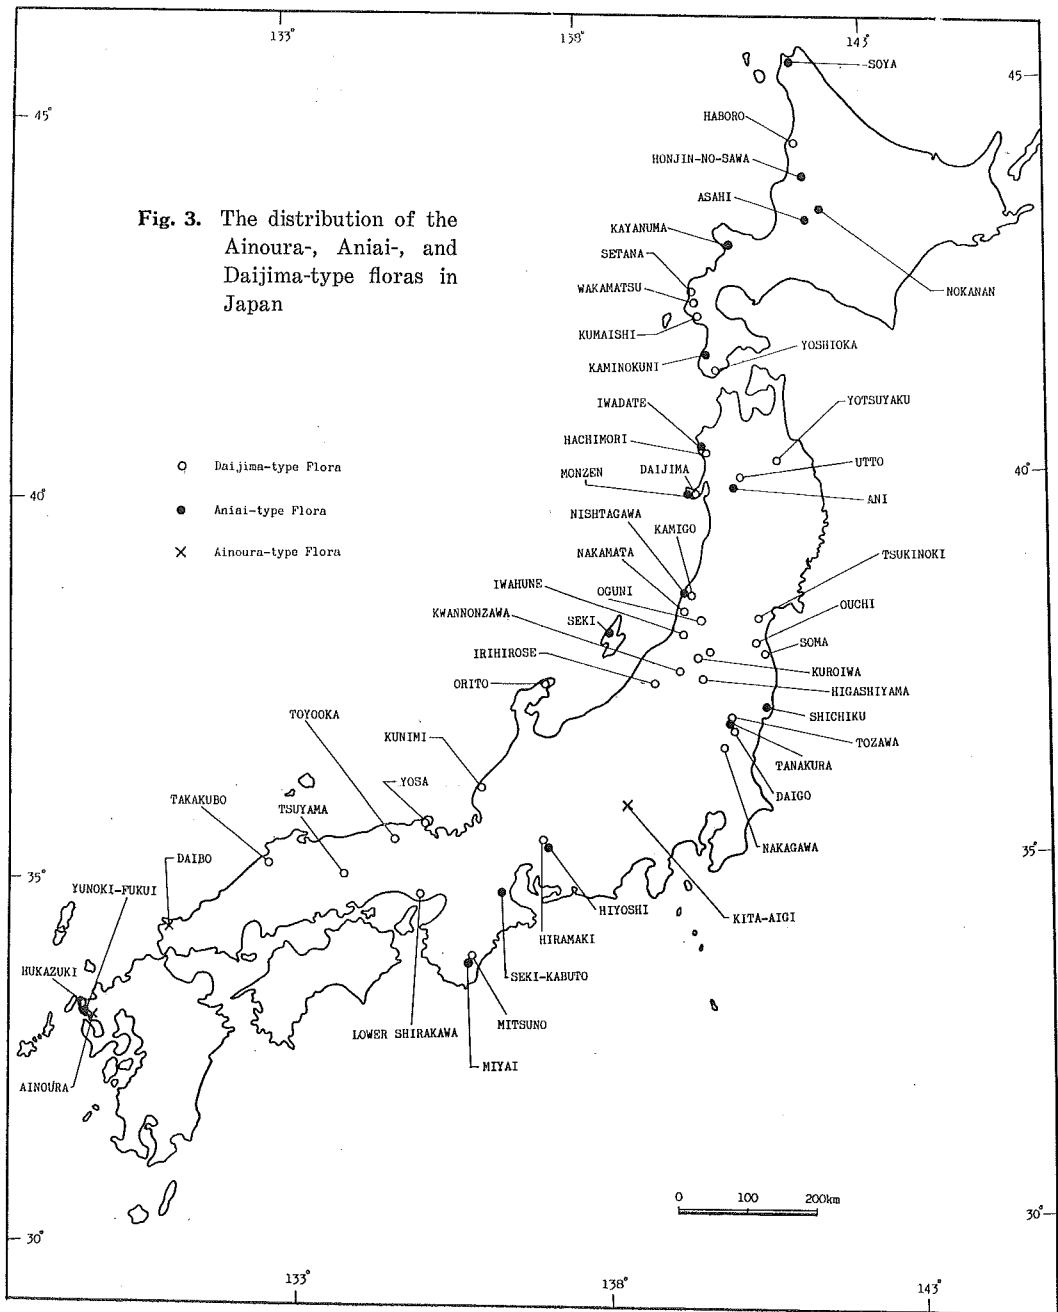 133°
138°
143°
SOYA
45
HABORO
45°
HONJIN-NO-SAWA
ASAHI
Fig. 3. The distribution of the
Ainoura-, Aniai-, and
Daijima-type floras in
Japan
KAYANUMA
SETANA
WAKAMATSU
NOKANAN
KUMAISHI
YOSHIOKA
KAMINOKUNI
IWADATE
YOTSUYAKU
HACHIMORI
Daijima-type Flora
MONZEN
DAIJIMA
UTTO
40°
40°
ANI
Aniai-type Flora
NISHTAGAWA
KAMIGO
Ainoura-type Flora
NAKAMATA
TSUKINOKI
IWAHUNE
OGUNI
OUCHI
KWANNONZAWA
SEKI
SOMA
IRIHIROSE
KUROIWA
ORITO
HIGASHIYAMA
TOYOOKA
SHICHIKU
KUNIMI
TOZAWA
TANAKURA
YOSA
DAIGO
TAKAKUBO
TSUYAMA
NAKAGAWA
35°
DAIBO
35°
YUNOKI-FUKUI
HIYOSHI
KITA-AIGI
HIRAMAKI
HUKAZUKI
SEKI-KABUTO
MITSUNO
LOWER SHIRAKAWA
MIYAI
AINOURA
0 100 200km
30°
30°
133°
138°
143°